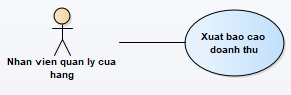 Xuat bao cao
doanh thu
Nhan vien quan ly cua
hang